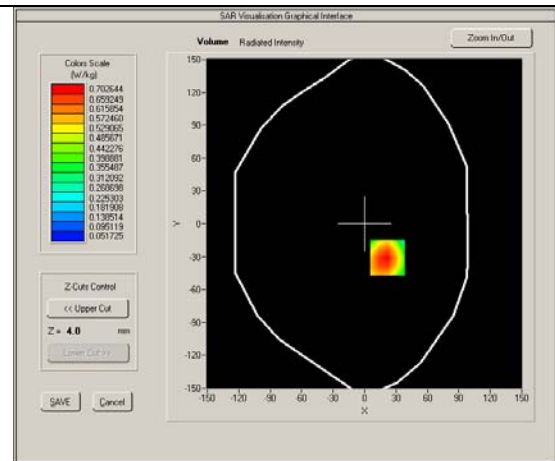 SAR Visualisation Graphical Interface
Volume Radiated Intensity
Zoom In/Out
Colors Scale
(W/kg)
0.702644
0.659249
0.615854
0.572460
0.529065
0.485671
0.442276
0.398881
0.355487
0.312092
0.268698
0.225303
0.181908
0.138514
0.095119
0.051725
Z-Cuts Control
<< Upper Cut
Z = 4.0 mm
Lower Cut >>
SAVE Cancel
150
120
90
60
30
0
-30
-60
-90
-120
-150
Y
-150 -120 -90 -60 -30 0 30 60 90 120 150
X